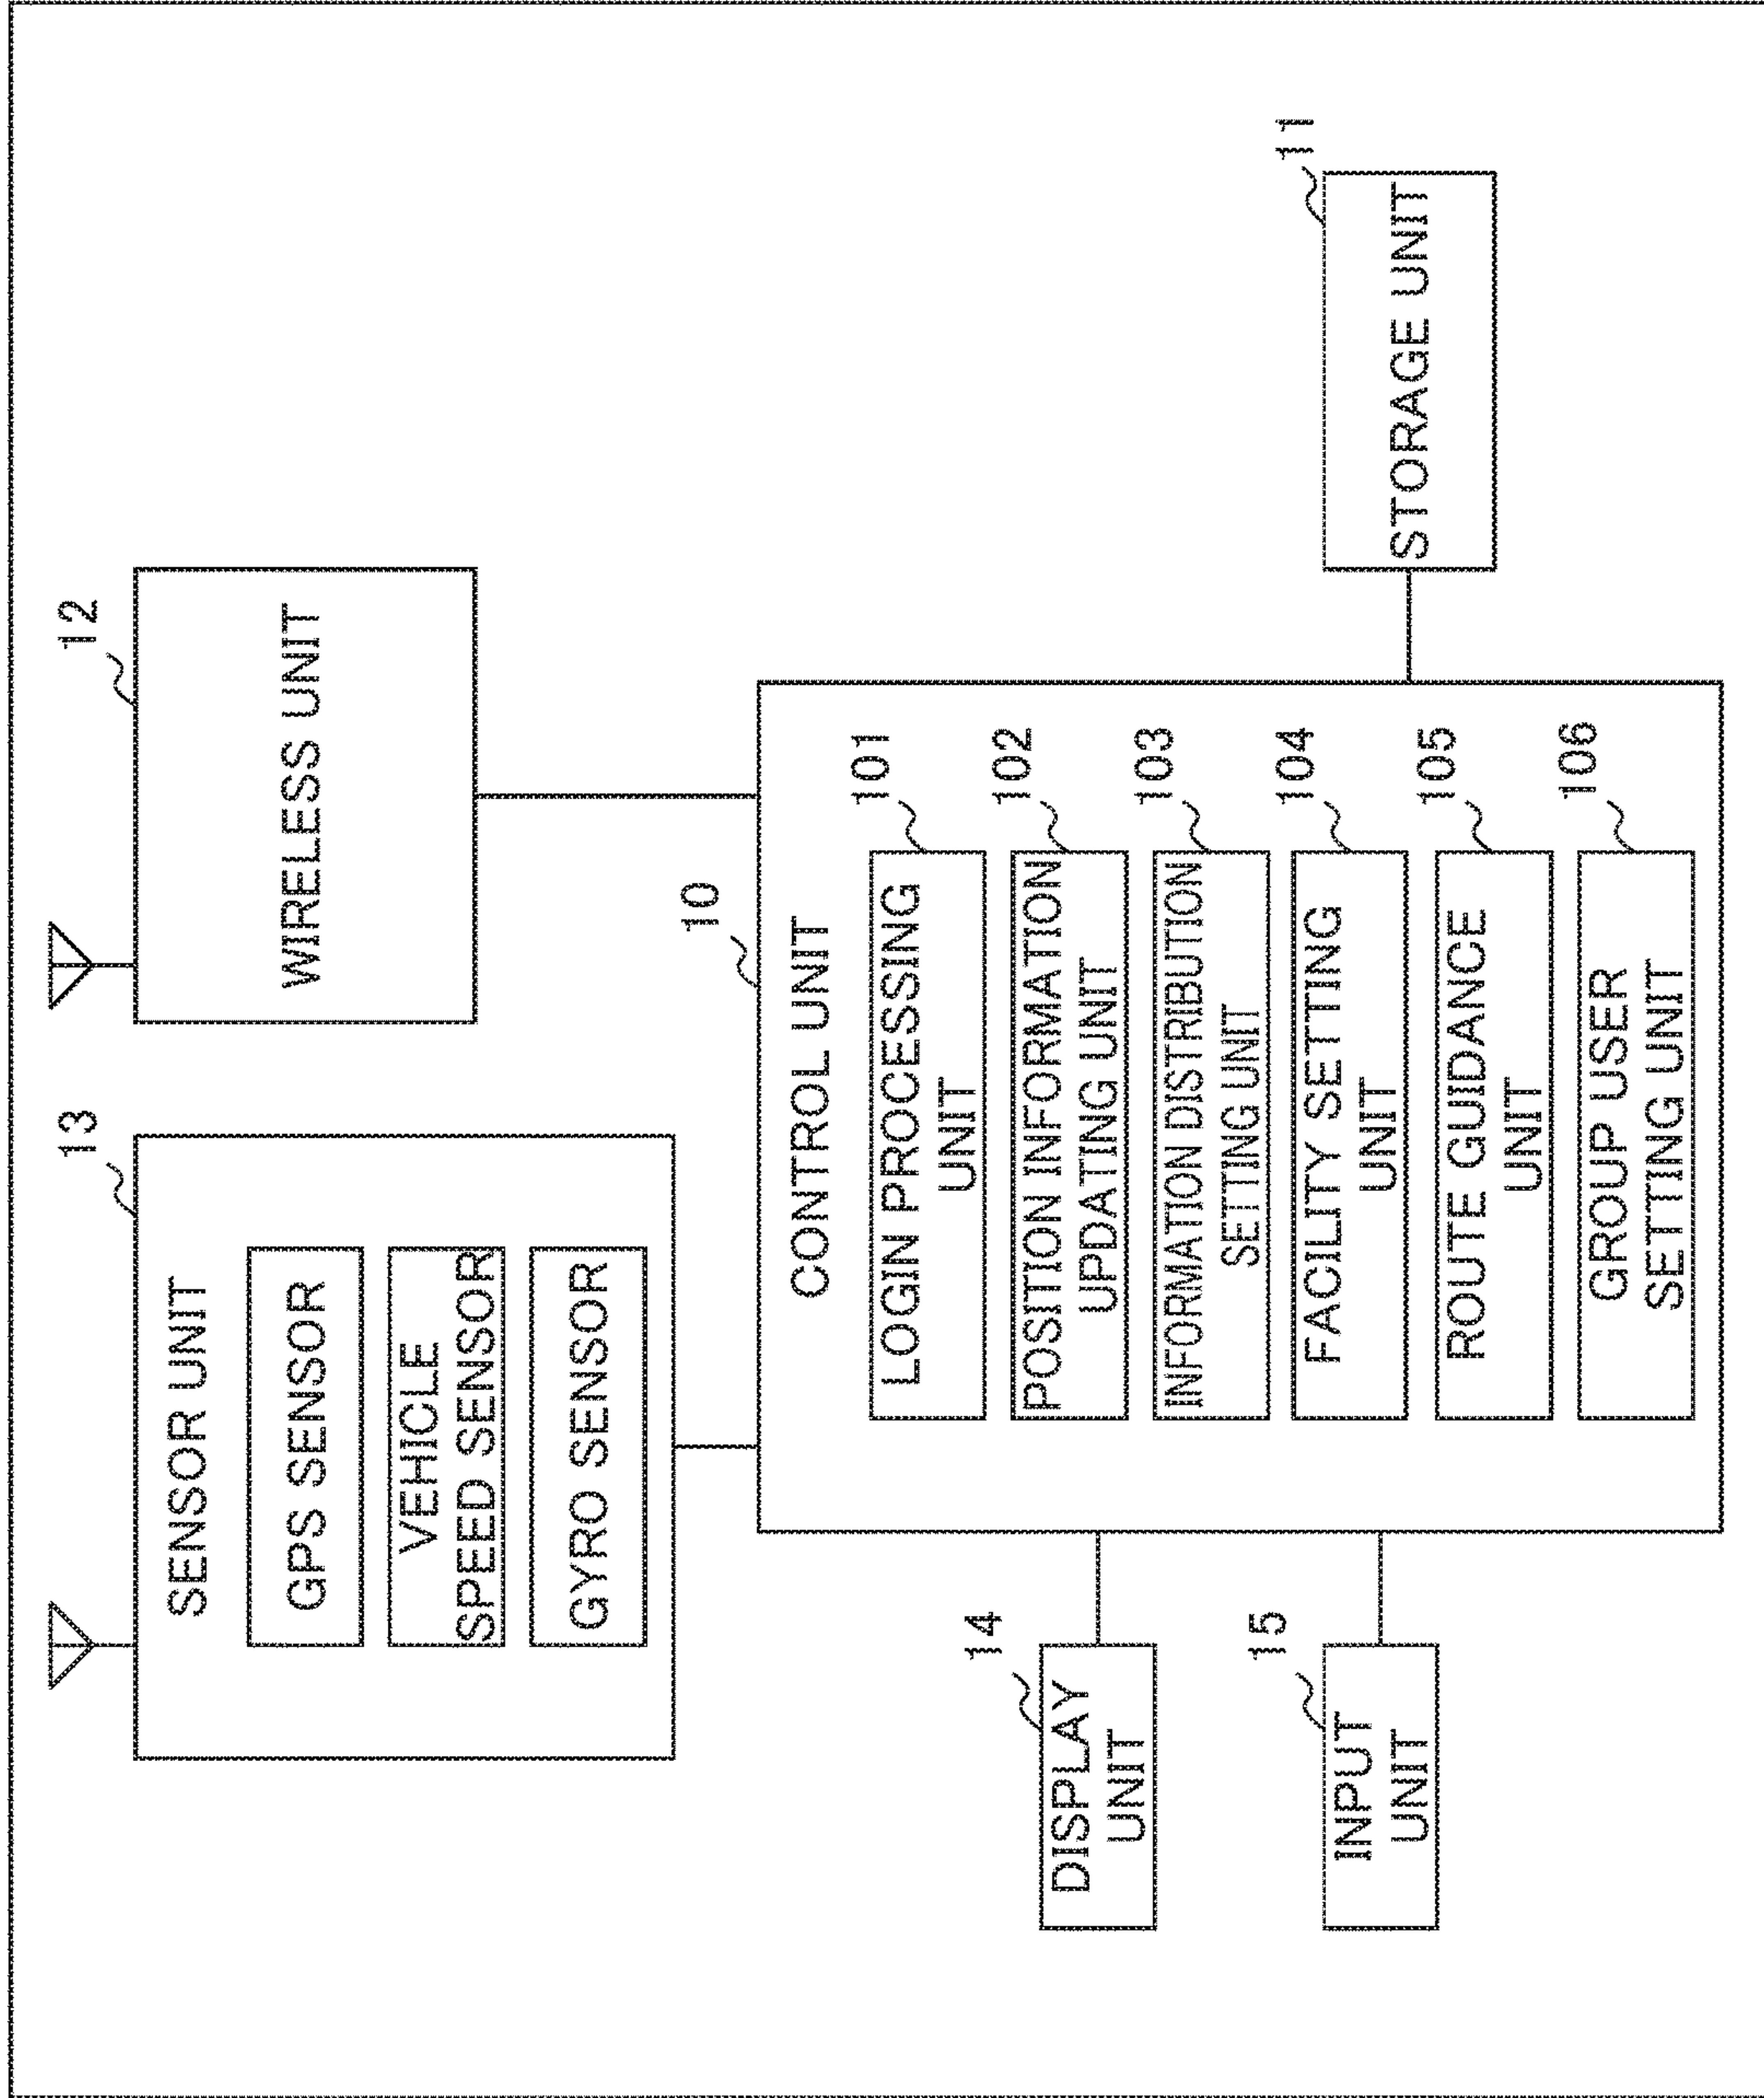 13
SENSOR UNIT
GPS SENSOR
VEHICLE
SPEED SENSOR
GYRO SENSOR
12
WIRELESS UNIT
10
CONTROL UNIT
LOGIN PROCESSING
UNIT
101
POSITION INFORMATION
UPDATING UNIT
102
INFORMATION DISTRIBUTION
SETTING UNIT
103
FACILITY SETTING
UNIT
104
ROUTE GUIDANCE
UNIT
105
GROUP USER
SETTING UNIT
106
14
DISPLAY
UNIT
15
INPUT
UNIT
11
STORAGE UNIT